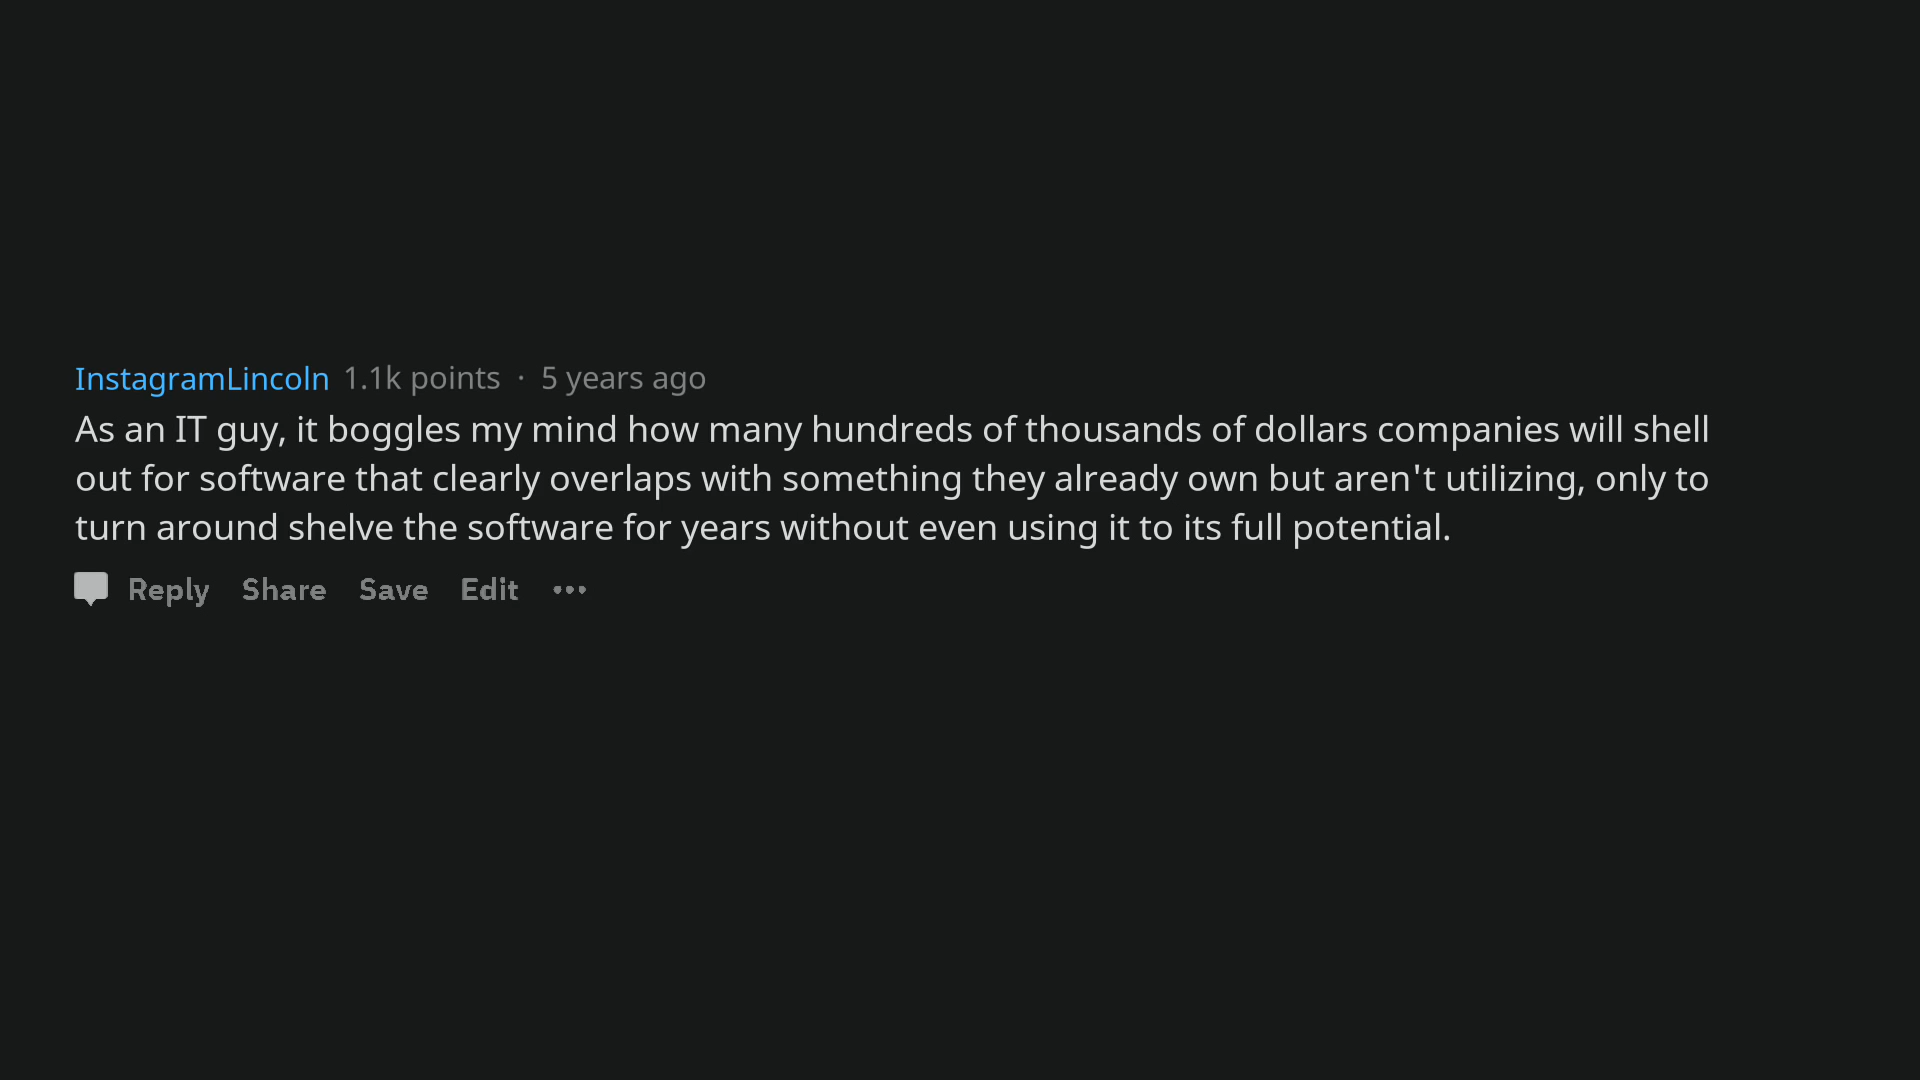 InstagramLincoln 1.1k points · 5 years ago
As an IT guy, it boggles my mind how many hundreds of thousands of dollars companies will shell
out for software that clearly overlaps with something they already own but aren't utilizing, only to
turn around shelve the software for years without even using it to its full potential.
Reply Share Save Edit •••